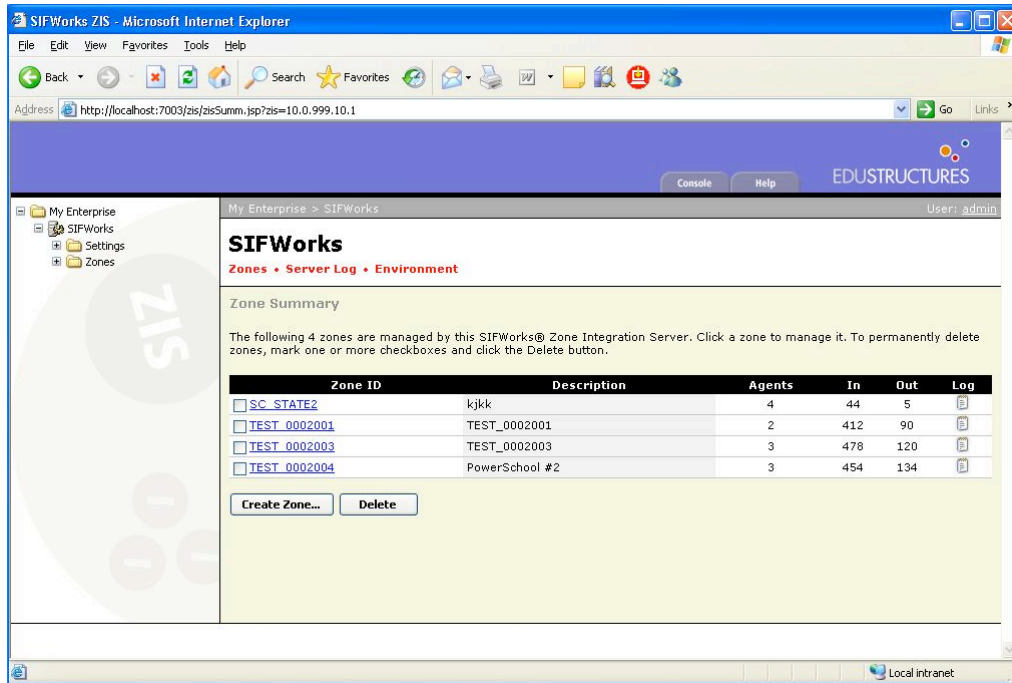 SIFWorks ZIS - Microsoft Internet Explorer
File Edit View Favorites Tools Help
Back Search Favorites
Address http://localhost:7003/zis/zisSumm.jsp?zis=10.0.999.10.1 Go Links
Console Help EDUSTRUCTURES
My Enterprise > SIFWorks User: admin
My Enterprise
SIFWorks
Settings
Zones
ZIS
SIFWorks
Zones • Server Log • Environment
Zone Summary
The following 4 zones are managed by this SIFWorks® Zone Integration Server. Click a zone to manage it. To permanently delete
zones, mark one or more checkboxes and click the Delete button.
Zone ID Description Agents In Out Log
SC_STATE2 kjkk 4 44 5
TEST_0002001 TEST_0002001 2 412 90
TEST_0002003 TEST_0002003 3 478 120
TEST_0002004 PowerSchool #2 3 454 134
Create Zone... Delete
Local intranet